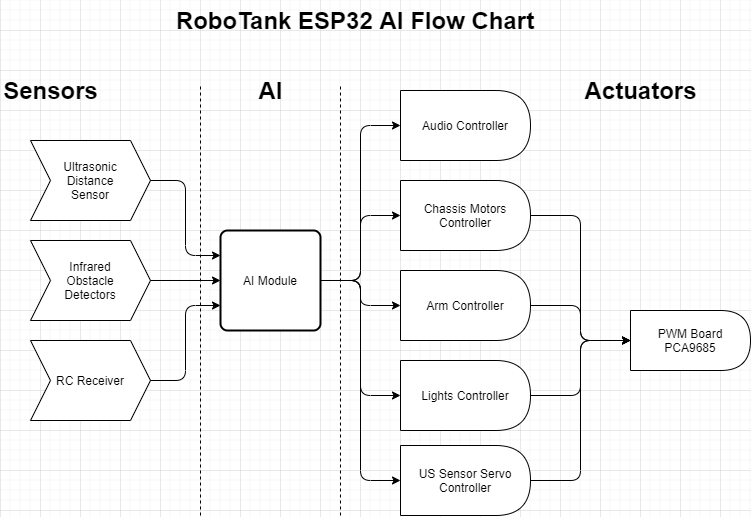 RoboTank ESP32 AI Flow Chart
Sensors
AI
Actuators
Ultrasonic
Distance
Sensor
Infrared
Obstacle
Detectors
RC Receiver
AI Module
Audio Controller
Chassis Motors
Controller
Arm Controller
Lights Controller
US Sensor Servo
Controller
PWM Board
PCA9685